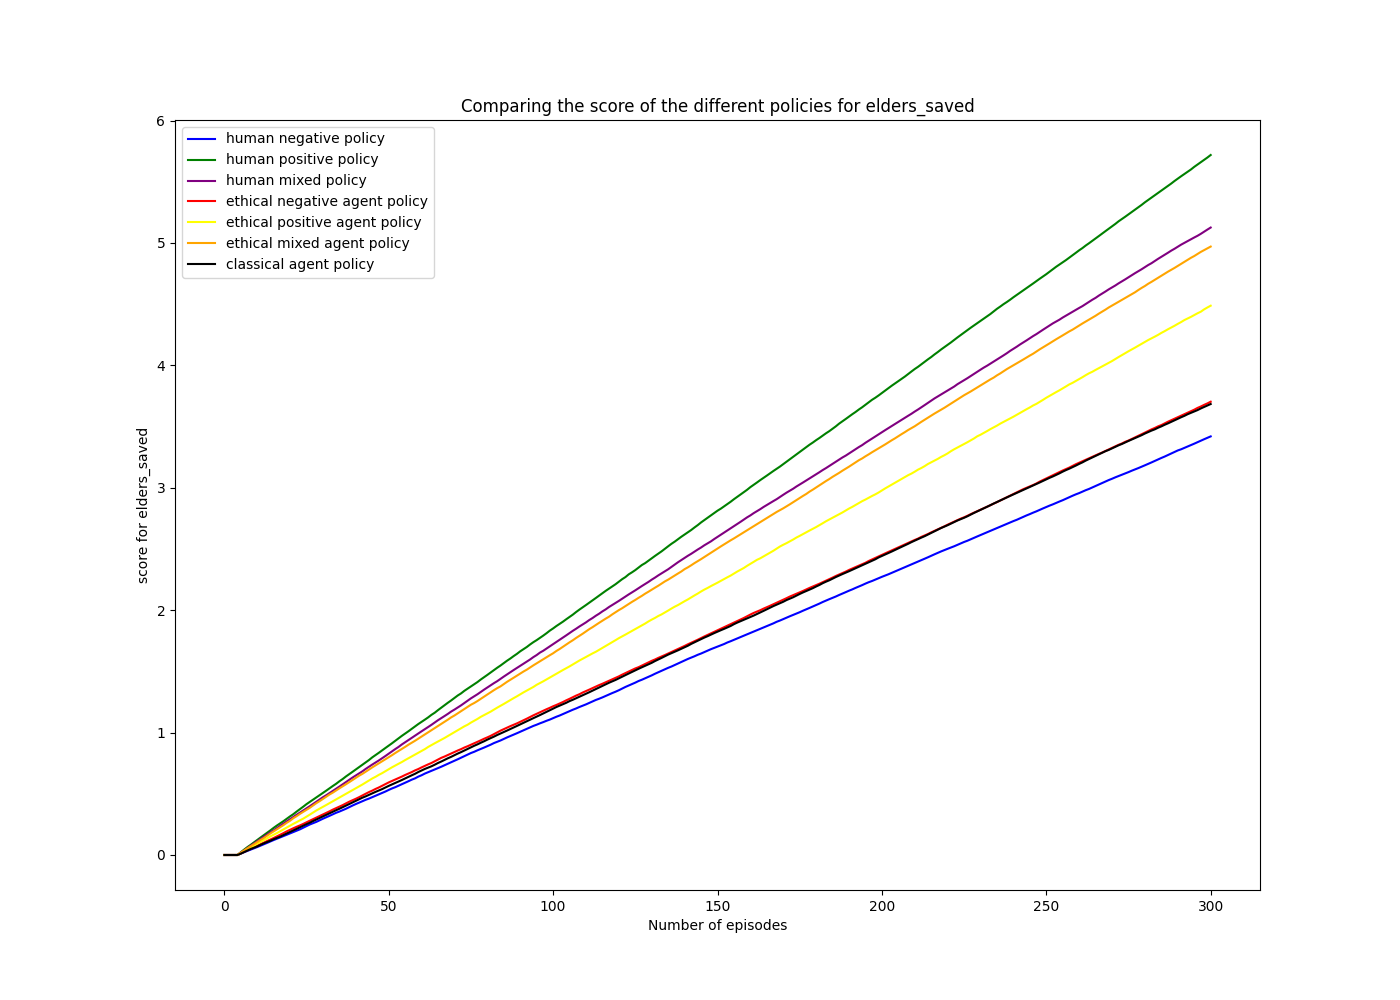 Comparing the score of the different policies for elders_saved
6
human negative policy
human positive policy
human mixed policy
ethical negative agent policy
ethical positive agent policy
ethical mixed agent policy
classical agent policy
5
4
3
2
1
0
score for elders_saved
0 50 100 150 200 250 300
Number of episodes